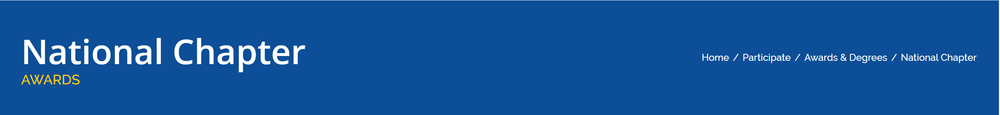 National Chapter
AWARDS
Home / Participate / Awards & Degrees / National Chapter